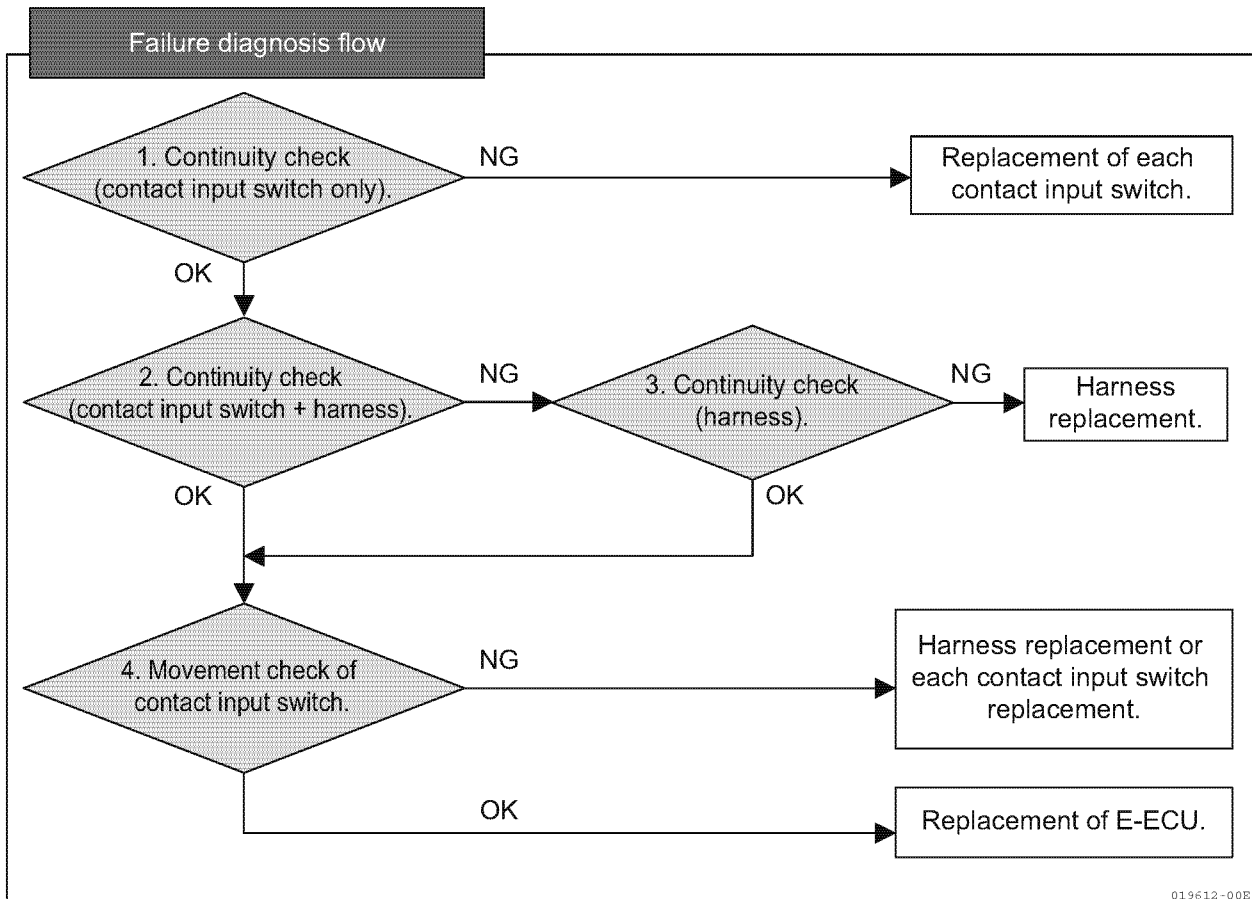 Failure diagnosis flow
1. Continuity check
(contact input switch only).
NG
Replacement of each
contact input switch.
OK
2. Continuity check
(contact input switch + harness).
NG
3. Continuity check
(harness).
NG
Harness
replacement.
OK
OK
4. Movement check of
contact input switch.
NG
Harness replacement or
each contact input switch
replacement.
OK
Replacement of E-ECU.
019612-00E